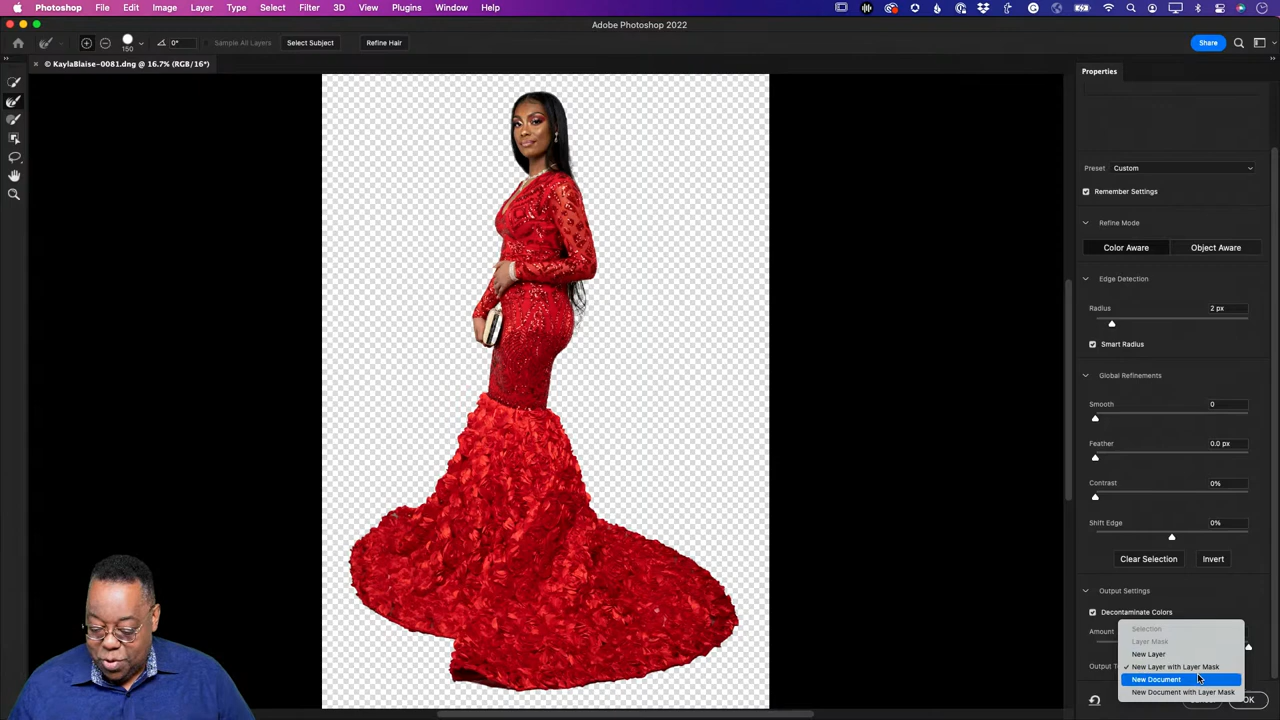 Photoshop File Edit Image Layer Type Select Filter 3D View Plugins Window Help
Adobe Photoshop 2022
150 0° Sample All Layers Select Subject Refine Hair Share
× © KaylaBlaise-0081.png @ 16.7% (RGB/16*)
Properties
Preset Custom
Remember Settings
Refine Mode
Color Aware Object Aware
Edge Detection
Radius 2 px
Smart Radius
Global Refinements
Smooth 0
Feather 0.0 px
Contrast 0%
Shift Edge 0%
Clear Selection Invert
Output Settings
Decontaminate Colors
Amount
Selection
Layer Mask
New Layer
Output
✓ New Layer with Layer Mask
New Document
New Document with Layer Mask
OK